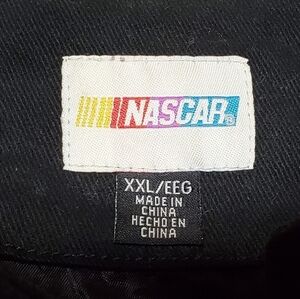 NASCAR®
XXL/EEG
MADE IN
CHINA
HECHO EN
CHINA